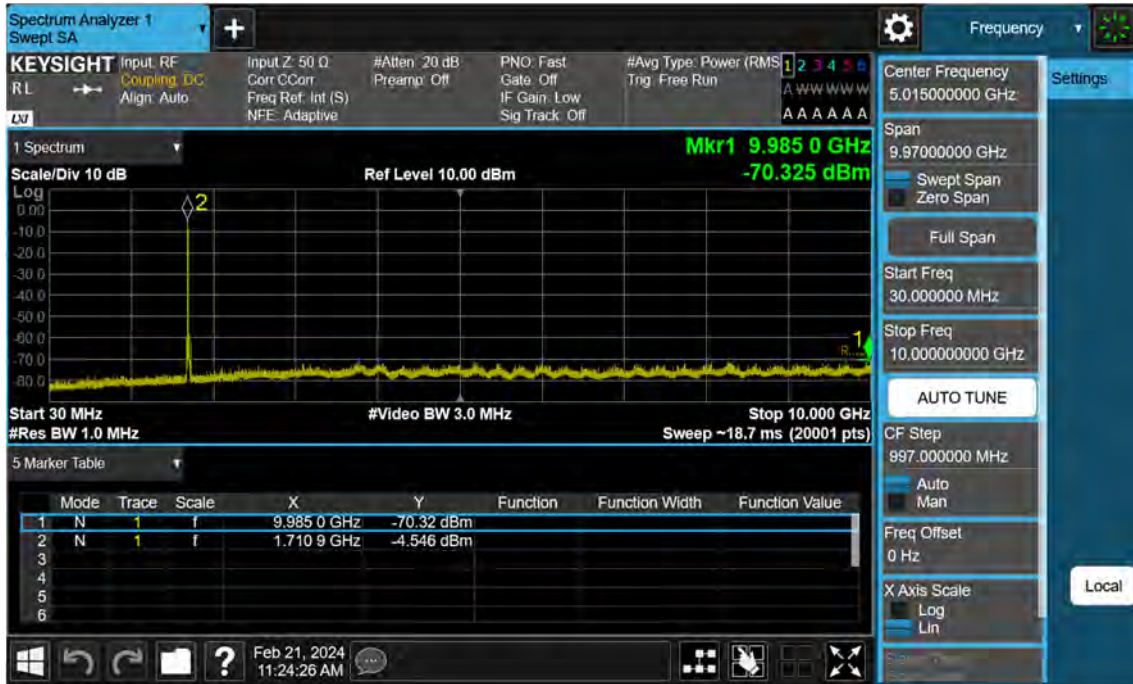 Spectrum Analyzer 1
Swept SA
+
Frequency
KEYSIGHT
RL
LXI
Input: RF
Coupling: DC
Align: Auto
Input Z: 50 Ω
Corr CCorr
Freq Ref: Int (S)
NFE: Adaptive
#Atten: 20 dB
Preamp: Off
PNO: Fast
Gate: Off
IF Gain: Low
Sig Track: Off
#Avg Type: Power (RMS
Trig: Free Run
1 2 3 4 5 6
A W W W W W
A A A A A A
1 Spectrum
Scale/Div 10 dB
Ref Level 10.00 dBm
Mkr1 9.985 0 GHz
-70.325 dBm
Log
0.00
-10.0
-20.0
-30.0
-40.0
-50.0
-60.0
-70.0
-80.0
2
1
Start 30 MHz
#Video BW 3.0 MHz
Stop 10.000 GHz
#Res BW 1.0 MHz
Sweep ~18.7 ms (20001 pts)
5 Marker Table
Mode Trace Scale X Y Function Function Width Function Value
1 N 1 f 9.985 0 GHz -70.32 dBm
2 N 1 f 1.710 9 GHz -4.546 dBm
3
4
5
6
?
Feb 21, 2024
11:24:26 AM
Center Frequency
5.015000000 GHz
Settings
Span
9.97000000 GHz
Swept Span
Zero Span
Full Span
Start Freq
30.000000 MHz
Stop Freq
10.000000000 GHz
AUTO TUNE
CF Step
997.000000 MHz
Auto
Man
Freq Offset
0 Hz
X Axis Scale
Log
Lin
Local